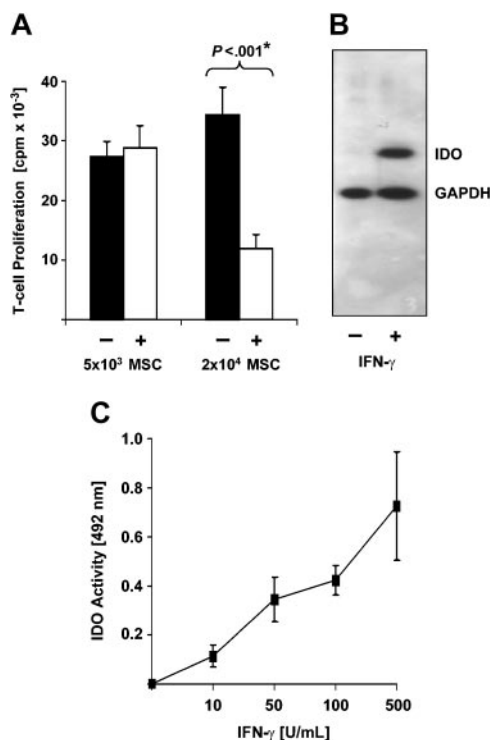 A
P<.001*
T-cell Proliferation [cpm x 10⁻³]
40
30
20
10
− + − +
5x10³ MSC 2x10⁴ MSC
B
IDO
GAPDH
3
− +
IFN-γ
C
IDO Activity [492 nm]
1.0
0.8
0.6
0.4
0.2
10 50 100 500
IFN-γ [U/mL]